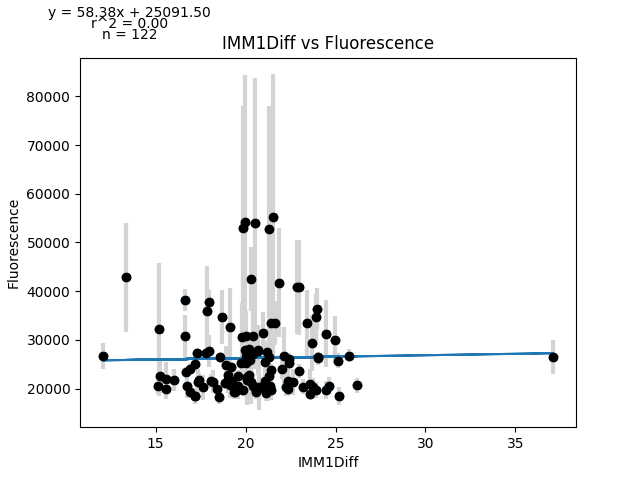 y = 58.38x + 25091.50
r^2 = 0.00
n = 122
IMM1Diff vs Fluorescence
80000
70000
60000
50000
40000
30000
20000
Fluorescence
15 20 25 30 35
IMM1Diff